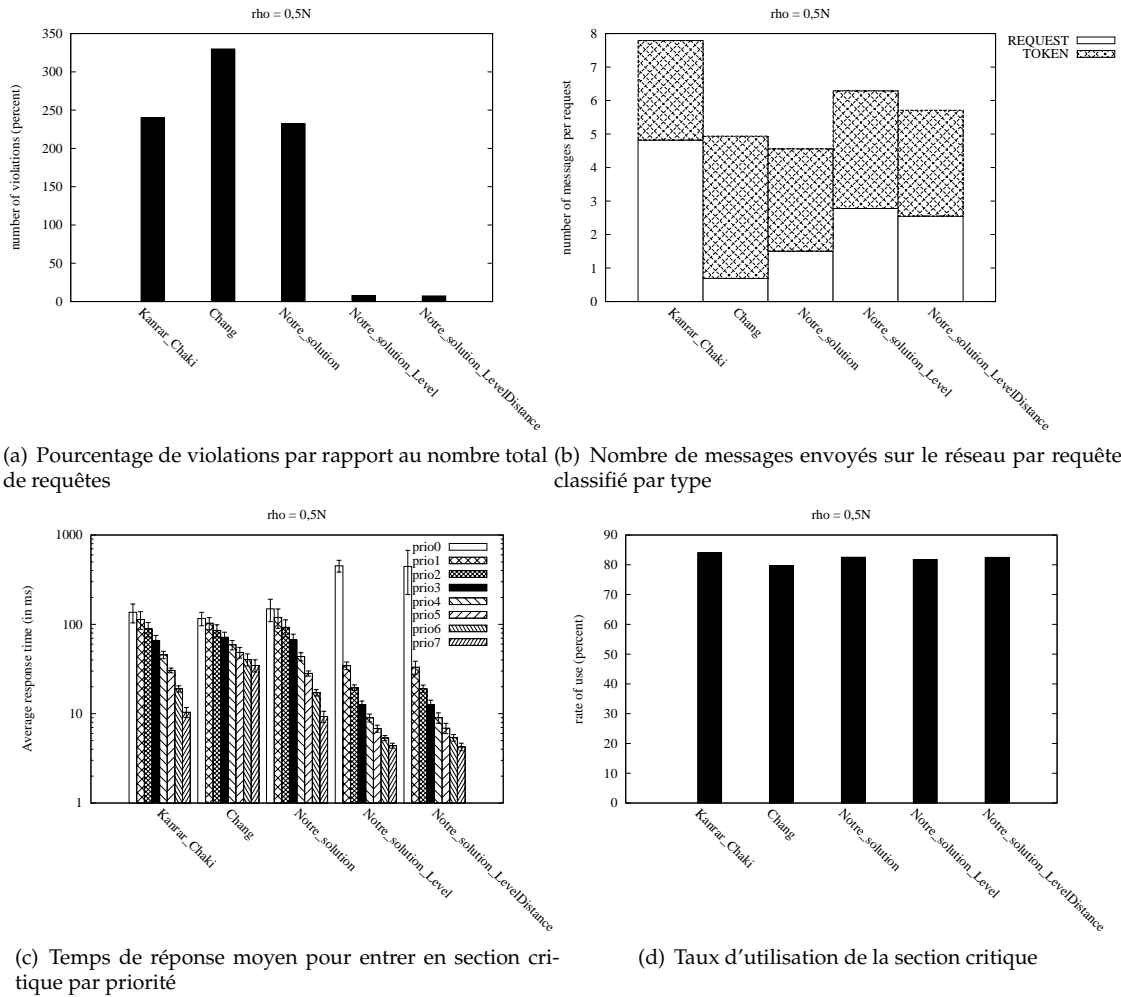 rho = 0,5N
number of violations (percent)
350
300
250
200
150
100
50
0
Kanrar_Chaki
Chang
Notre_solution
Notre_solution_Level
Notre_solution_LevelDistance
(a) Pourcentage de violations par rapport au nombre total
de requêtes
rho = 0,5N
number of messages per request
8
7
6
5
4
3
2
1
0
REQUEST
TOKEN
Kanrar_Chaki
Chang
Notre_solution
Notre_solution_Level
Notre_solution_LevelDistance
(b) Nombre de messages envoyés sur le réseau par requête
classifié par type
rho = 0,5N
Average response time (in ms)
1000
100
10
1
prio0
prio1
prio2
prio3
prio4
prio5
prio6
prio7
Kanrar_Chaki
Chang
Notre_solution
Notre_solution_Level
Notre_solution_LevelDistance
(c) Temps de réponse moyen pour entrer en section cri-
tique par priorité
rho = 0,5N
rate of use (percent)
90
80
70
60
50
40
30
20
10
0
Kanrar_Chaki
Chang
Notre_solution
Notre_solution_Level
Notre_solution_LevelDistance
(d) Taux d'utilisation de la section critique